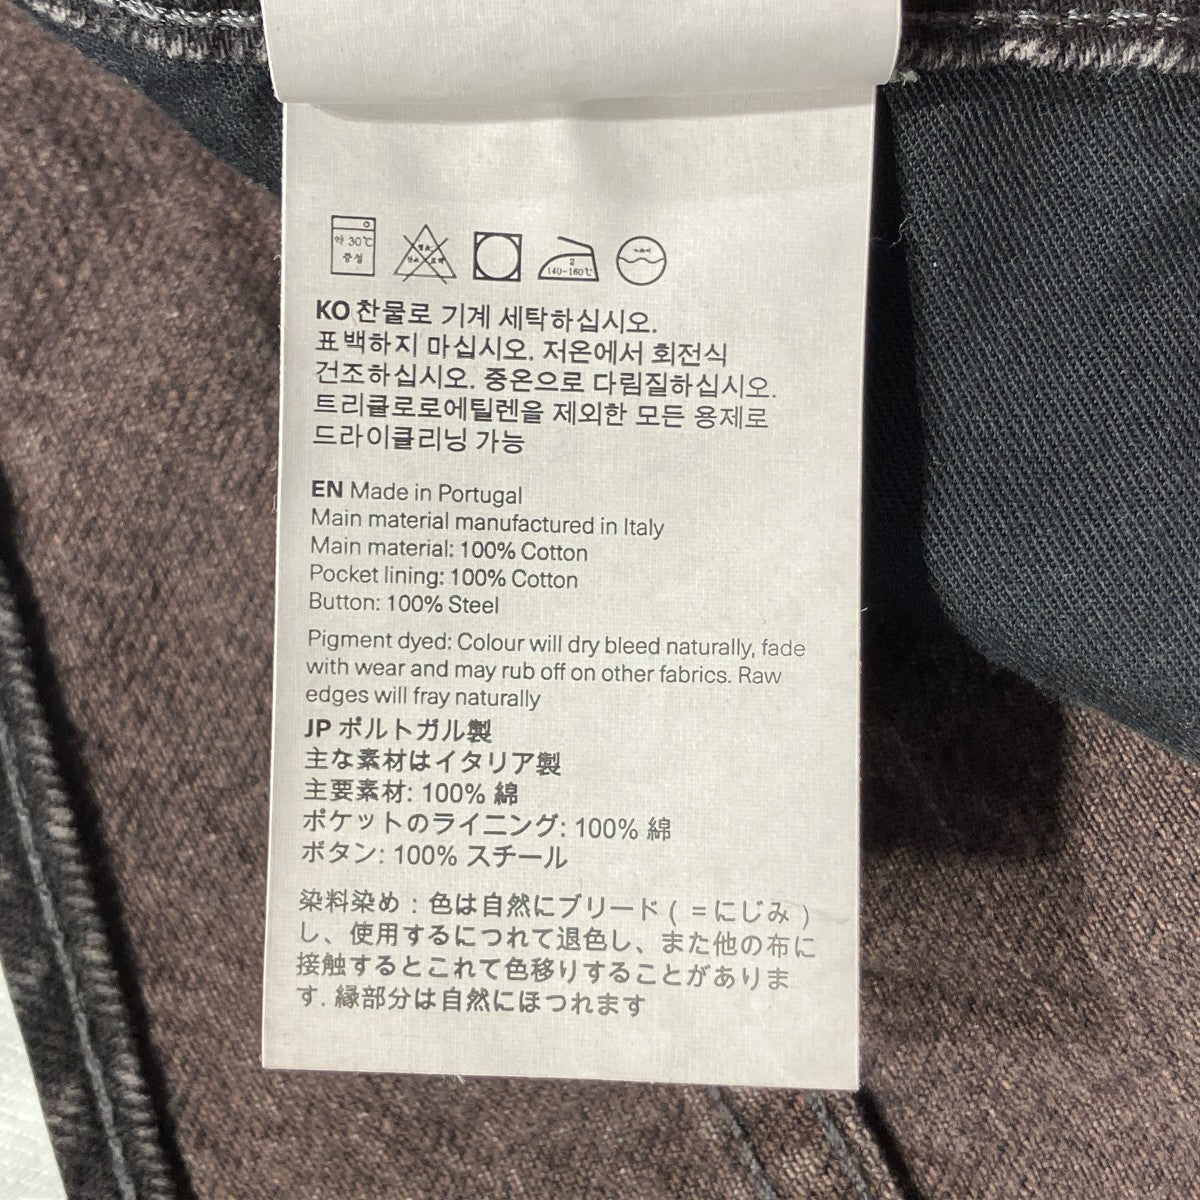 약 30℃
중성
2
140-160℃
KO 찬물로 기계 세탁하십시오.
표백하지 마십시오. 저온에서 회전식
건조하십시오. 중온으로 다림질하십시오.
트리클로로에틸렌을 제외한 모든 용제로
드라이클리닝 가능
EN Made in Portugal
Main material manufactured in Italy
Main material: 100% Cotton
Pocket lining: 100% Cotton
Button: 100% Steel
Pigment dyed: Colour will dry bleed naturally, fade
with wear and may rub off on other fabrics. Raw
edges will fray naturally
JP ポルトガル製
主な素材はイタリア製
主要素材: 100% 綿
ポケットのライニング: 100% 綿
ボタン: 100% スチール
染料染め : 色は自然にブリード ( =にじみ )
し、使用するにつれて退色し、また他の布に
接触するとこれて色移りすることがありま
す. 縁部分は自然にほつれます